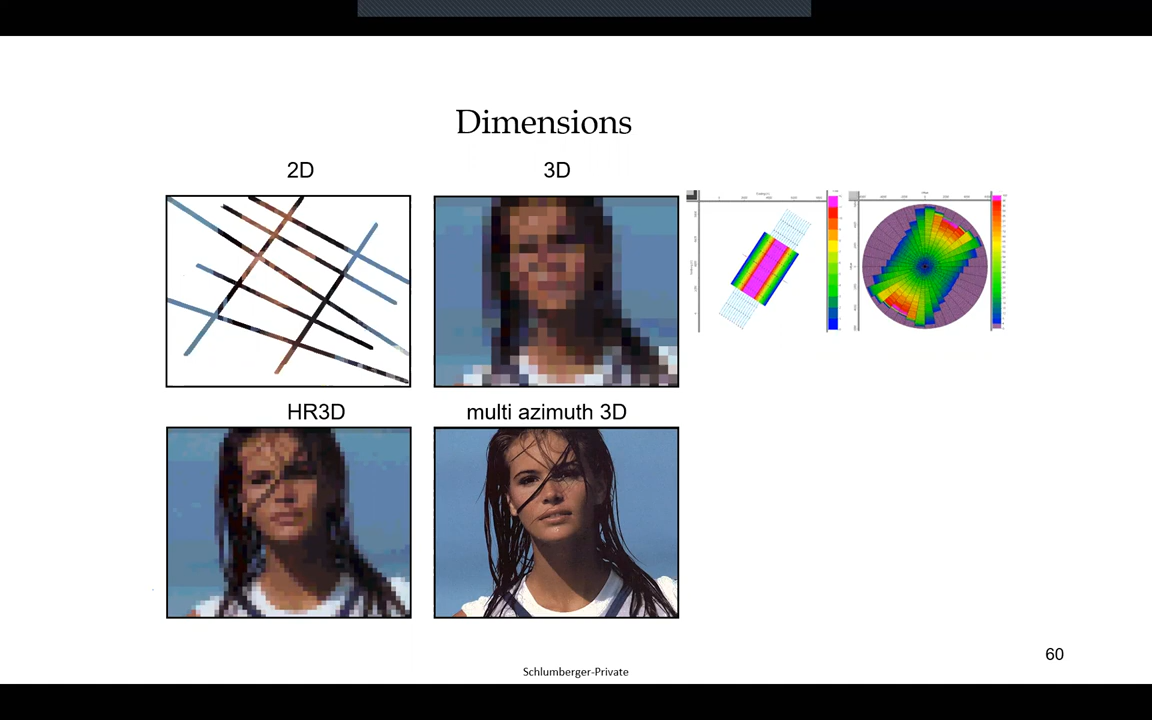 Dimensions
2D
3D
HR3D
multi azimuth 3D
60
Schlumberger-Private